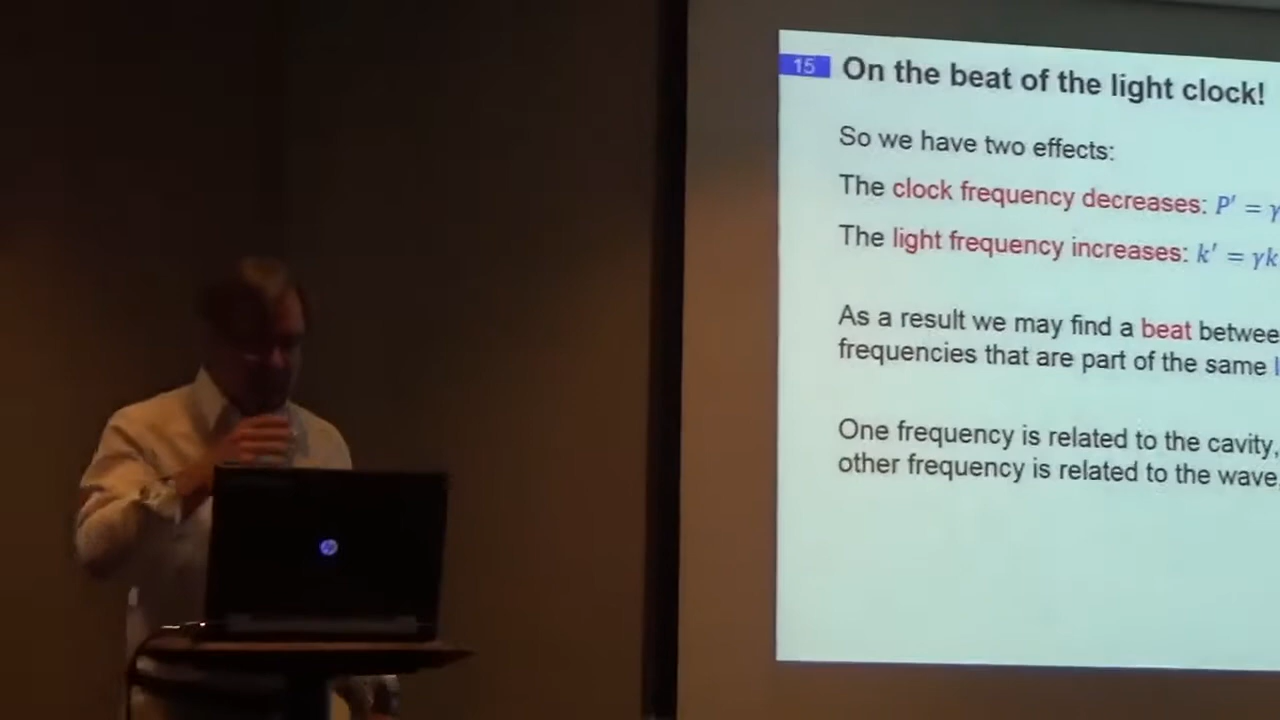 15 On the beat of the light clock!
So we have two effects:
The clock frequency decreases: P' = γ
The light frequency increases: k' = γk
As a result we may find a beat
frequencies that are part of the same
One frequency is related to the cavity,
other frequency is related to the wave,
hp